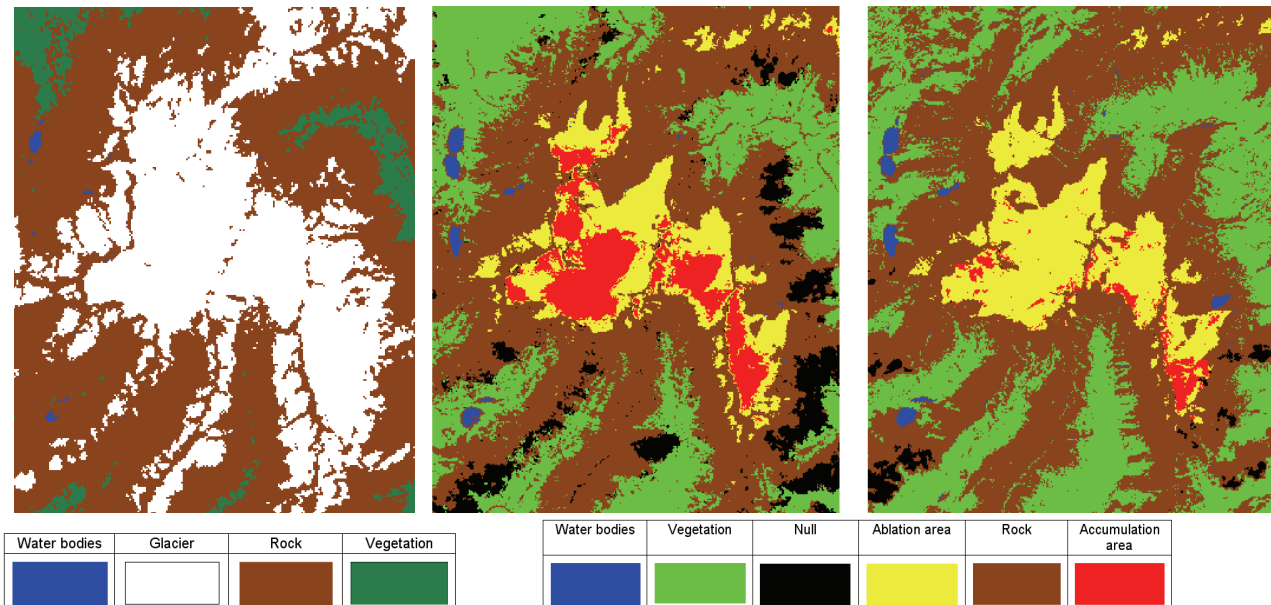 Water bodies Glacier Rock Vegetation
Water bodies Vegetation Null Ablation area Rock Accumulation
area